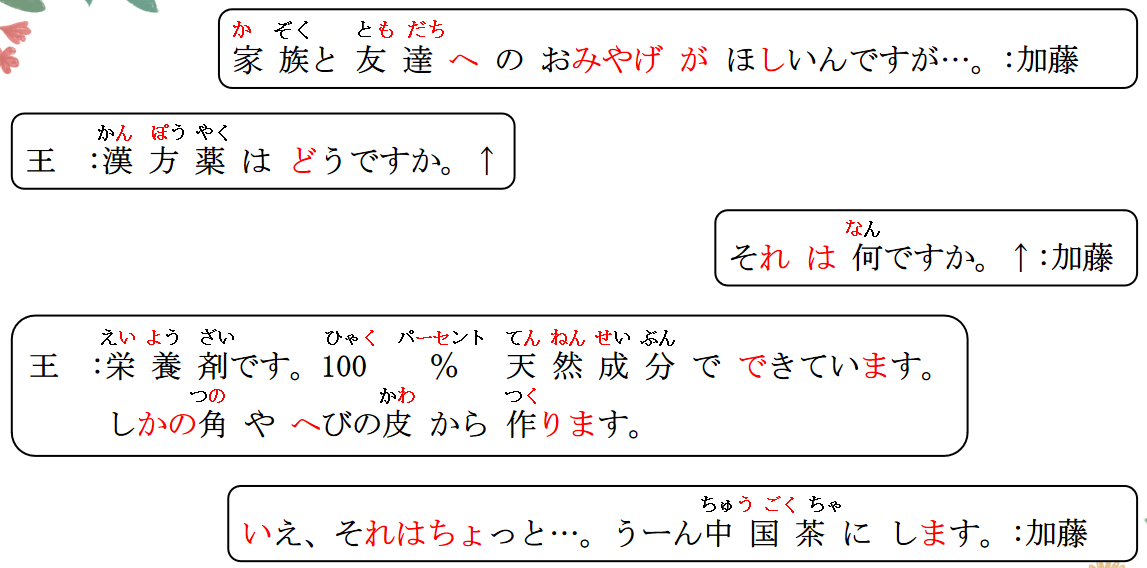 か ぞく とも だち
家 族と 友 達 へ の おみやげ が ほしいんですが…。:加藤
かん ぽう やく
王 :漢 方 薬 は どうですか。↑
なん
それ は 何ですか。↑:加藤
えい よう ざい ひゃく パーセント てん ねん せい ぶん
王 :栄 養 剤です。100 % 天 然 成 分 で できています。
つの かわ つく
しかの角 や へびの皮 から 作ります。
ちゅう ごく ちゃ
いえ、それはちょっと…。うーん中 国 茶 に します。:加藤